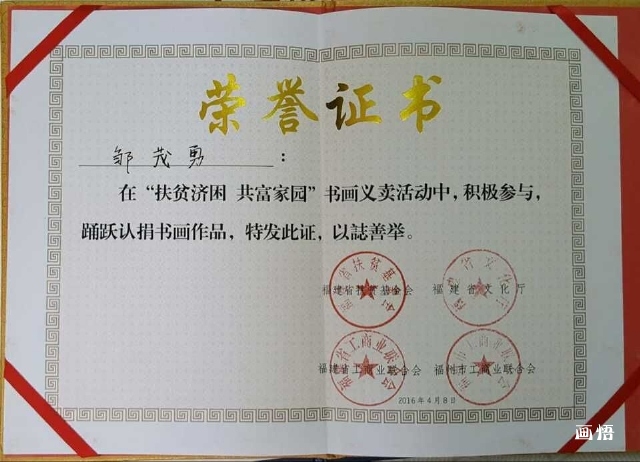 荣誉证书
邹茂勇：
在“扶贫济困 共富家园”书画义卖活动中，积极参与，
踊跃认捐书画作品，特发此证，以誌善举。
福建省扶贫基金会 福建省文化厅
福建省工商业联合会 福州市工商业联合会
2016年4月8日
画悟